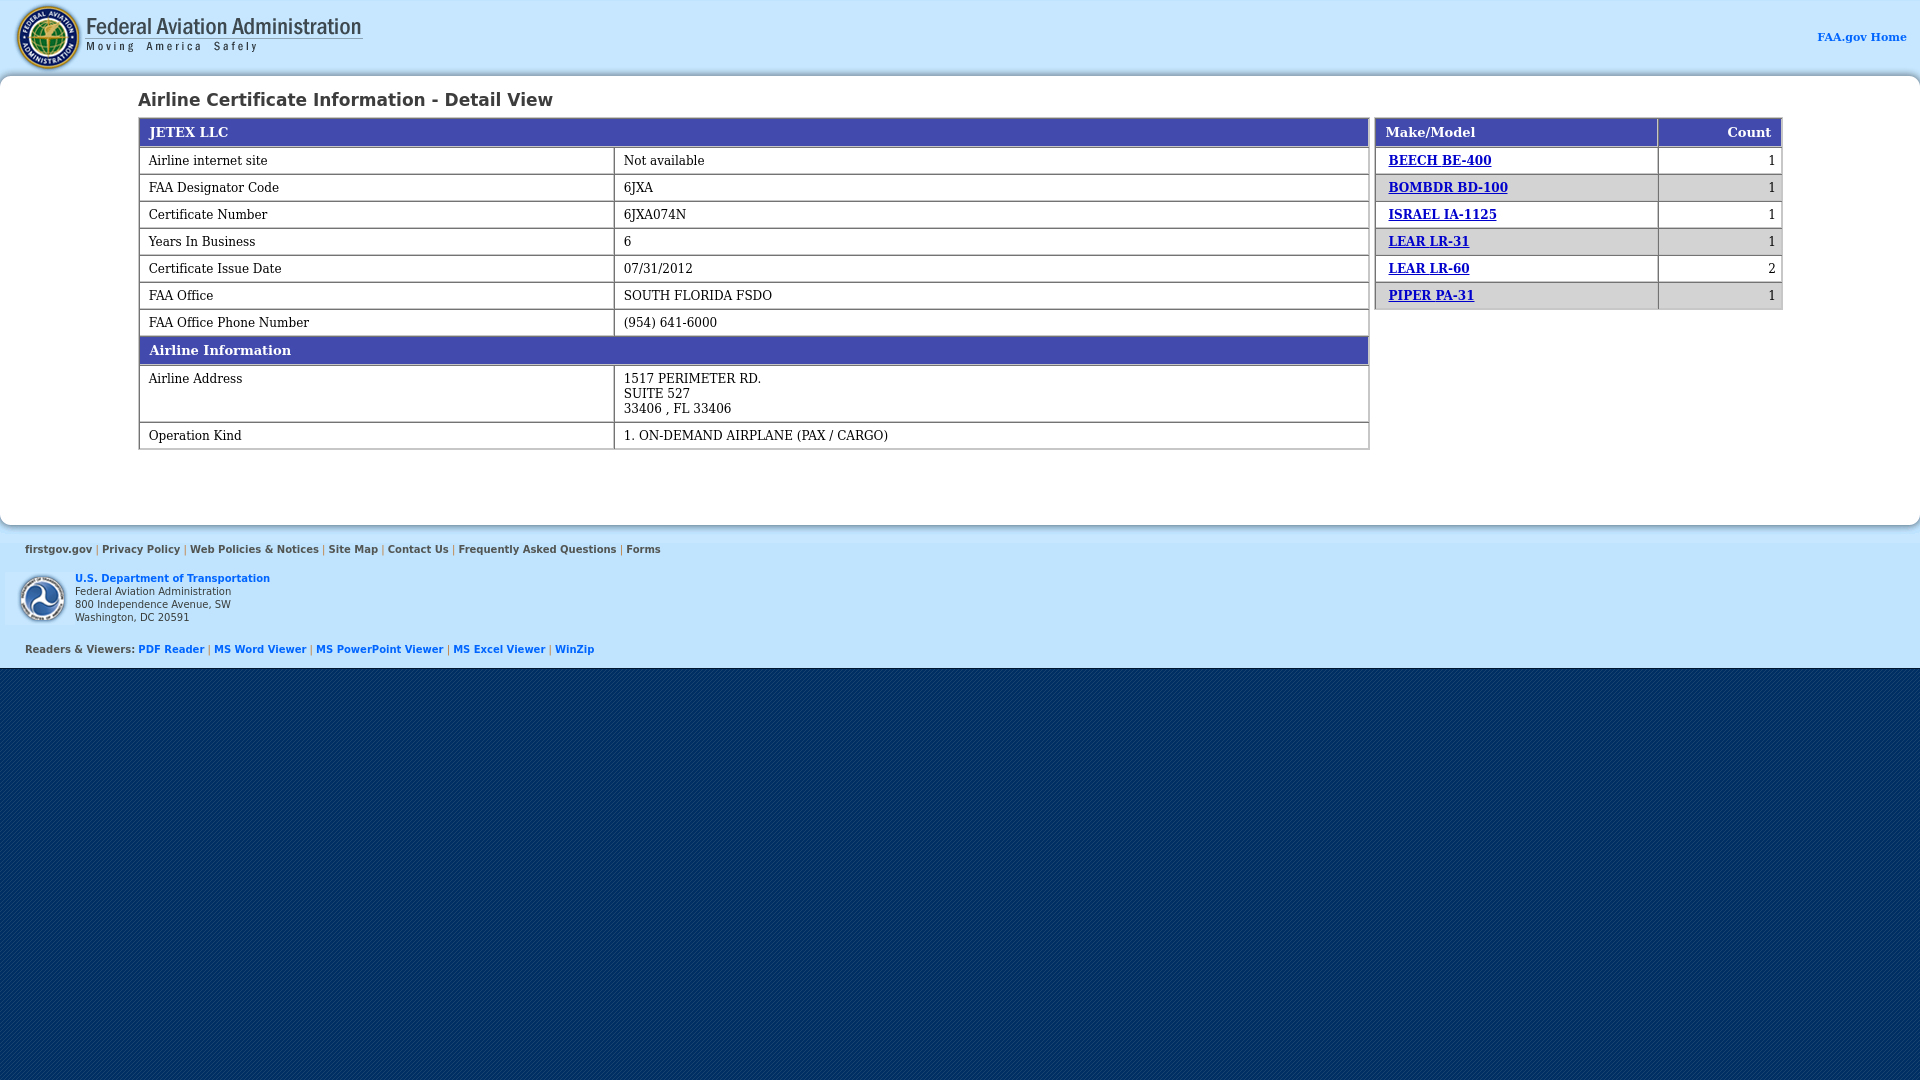 Federal Aviation Administration
Moving America Safely
FAA.gov Home
Airline Certificate Information - Detail View
JETEX LLC
Airline internet site Not available
FAA Designator Code 6JXA
Certificate Number 6JXA074N
Years In Business 6
Certificate Issue Date 07/31/2012
FAA Office SOUTH FLORIDA FSDO
FAA Office Phone Number (954) 641-6000
Airline Information
Airline Address 1517 PERIMETER RD.
SUITE 527
33406 , FL 33406
Operation Kind 1. ON-DEMAND AIRPLANE (PAX / CARGO)
Make/Model Count
BEECH BE-400 1
BOMBDR BD-100 1
ISRAEL IA-1125 1
LEAR LR-31 1
LEAR LR-60 2
PIPER PA-31 1
firstgov.gov | Privacy Policy | Web Policies & Notices | Site Map | Contact Us | Frequently Asked Questions | Forms
U.S. Department of Transportation
Federal Aviation Administration
800 Independence Avenue, SW
Washington, DC 20591
Readers & Viewers: PDF Reader | MS Word Viewer | MS PowerPoint Viewer | MS Excel Viewer | WinZip